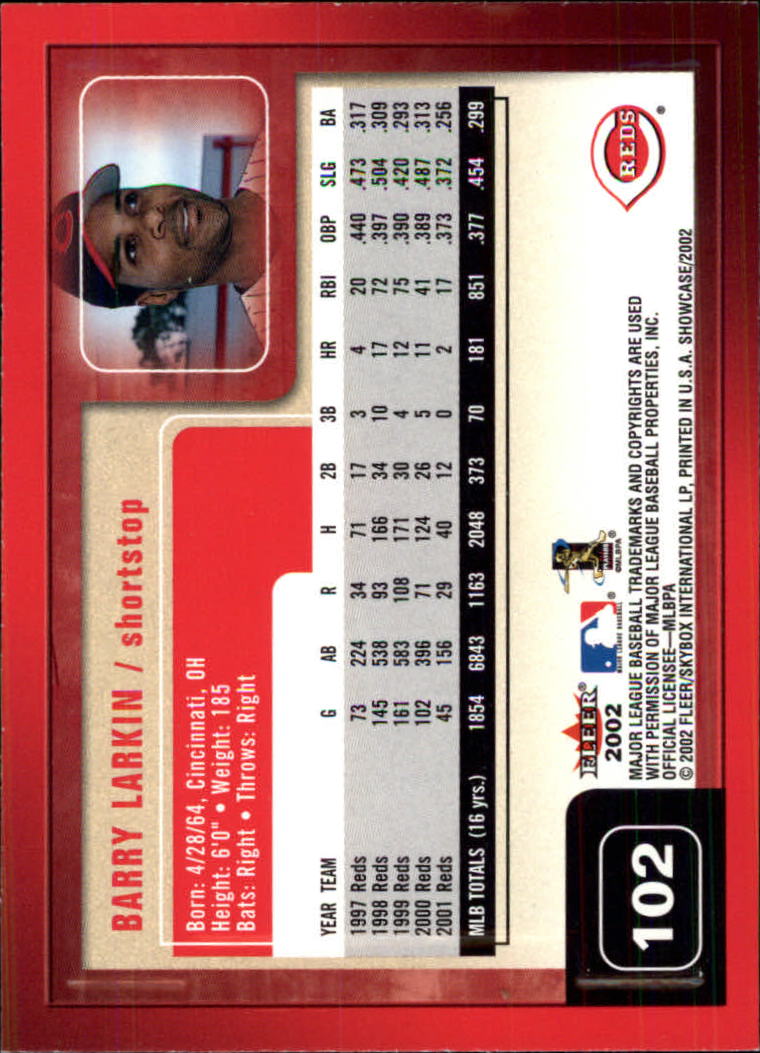 BARRY LARKIN / shortstop
Born: 4/28/64, Cincinnati, OH
Height: 6'0" • Weight: 185
Bats: Right • Throws: Right
YEAR TEAM G AB R H 2B 3B HR RBI OBP SLG BA
1997 Reds 73 224 34 71 17 3 4 20 .440 .473 .317
1998 Reds 145 538 93 166 34 10 17 72 .397 .504 .309
1999 Reds 161 583 108 171 30 4 12 75 .390 .420 .293
2000 Reds 102 396 71 124 26 5 11 41 .389 .487 .313
2001 Reds 45 156 29 40 12 0 2 17 .373 .372 .256
MLB TOTALS (16 yrs.) 1854 6843 1163 2048 373 70 181 851 .377 .454 .299
REDS®
FLEER®
2002
MAJOR LEAGUE BASEBALL®
PLAYERS
©MLBPA®
MAJOR LEAGUE BASEBALL TRADEMARKS AND COPYRIGHTS ARE USED
WITH PERMISSION OF MAJOR LEAGUE BASEBALL PROPERTIES, INC.
OFFICIAL LICENSEE—MLBPA
© 2002 FLEER/SKYBOX INTERNATIONAL LP, PRINTED IN U.S.A. SHOWCASE/2002
102